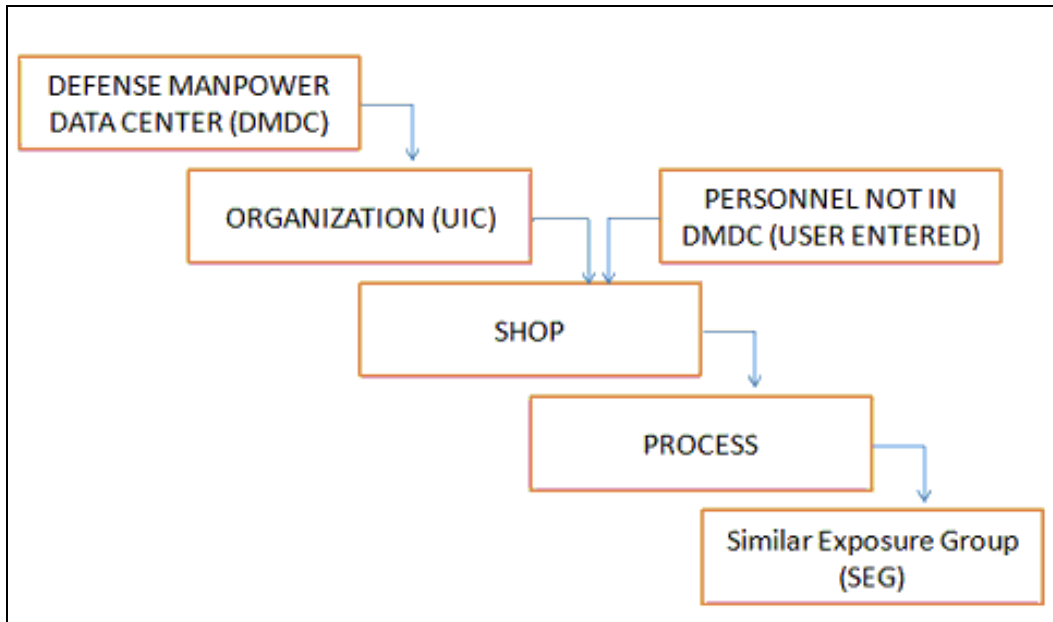 DEFENSE MANPOWER
DATA CENTER (DMDC)
ORGANIZATION (UIC)
PERSONNEL NOT IN
DMDC (USER ENTERED)
SHOP
PROCESS
Similar Exposure Group
(SEG)